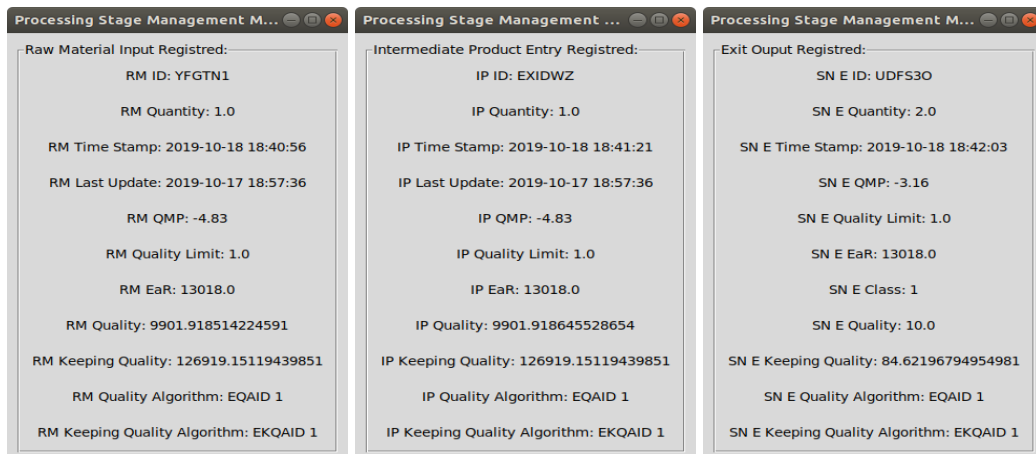 Processing Stage Management M...
Raw Material Input Registred:
RM ID: YFGTN1
RM Quantity: 1.0
RM Time Stamp: 2019-10-18 18:40:56
RM Last Update: 2019-10-17 18:57:36
RM QMP: -4.83
RM Quality Limit: 1.0
RM EaR: 13018.0
RM Quality: 9901.918514224591
RM Keeping Quality: 126919.15119439851
RM Quality Algorithm: EQAID 1
RM Keeping Quality Algorithm: EKQAID 1
Processing Stage Management ...
Intermediate Product Entry Registred:
IP ID: EXIDWZ
IP Quantity: 1.0
IP Time Stamp: 2019-10-18 18:41:21
IP Last Update: 2019-10-17 18:57:36
IP QMP: -4.83
IP Quality Limit: 1.0
IP EaR: 13018.0
IP Quality: 9901.918645528654
IP Keeping Quality: 126919.15119439851
IP Quality Algorithm: EQAID 1
IP Keeping Quality Algorithm: EKQAID 1
Processing Stage Management M...
Exit Ouput Registred:
SN E ID: UDFS3O
SN E Quantity: 2.0
SN E Time Stamp: 2019-10-18 18:42:03
SN E QMP: -3.16
SN E Quality Limit: 1.0
SN E EaR: 13018.0
SN E Class: 1
SN E Quality: 10.0
SN E Keeping Quality: 84.62196794954981
SN E Quality Algorithm: EQAID 1
SN E Keeping Quality Algorithm: EKQAID 1